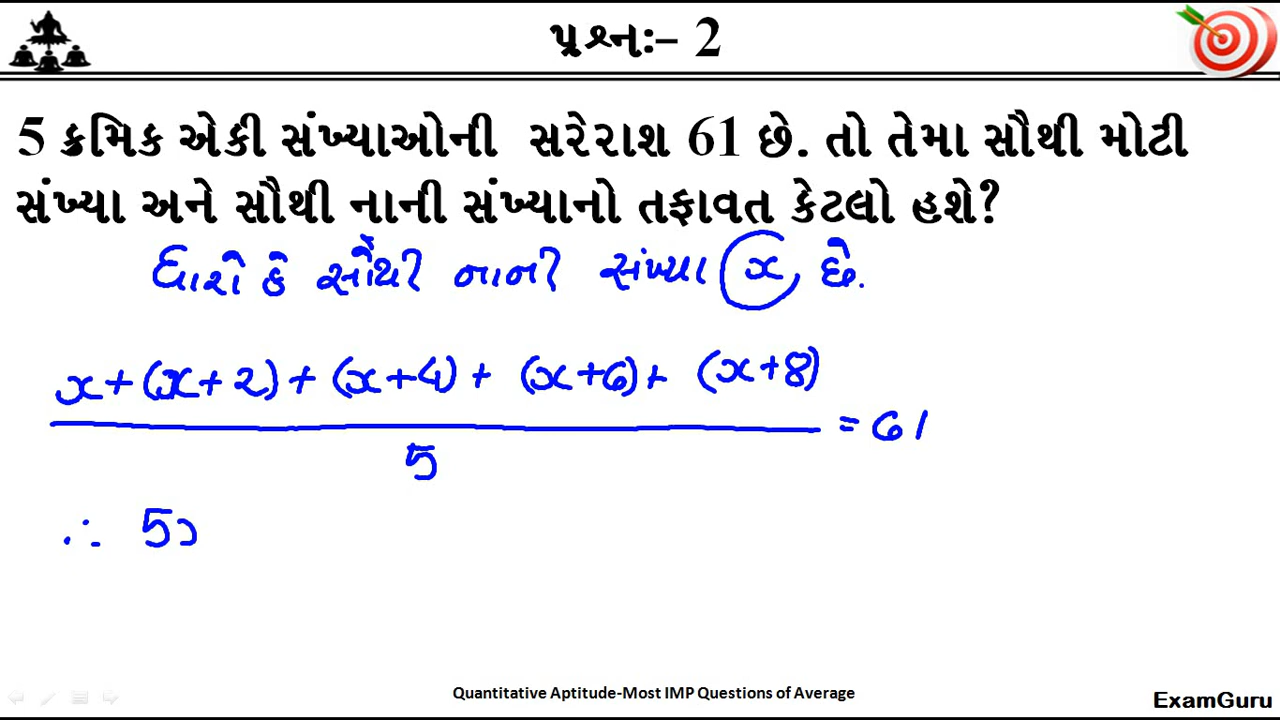 પ્રશ્નઃ– 2
5 ક્રમિક એકી સંખ્યાઓની સરેરાશ 61 છે. તો તેમા સૌથી મોટી
સંખ્યા અને સૌથી નાની સંખ્યાનો તફાવત કેટલો હશે?
ધારો કે સૌથી નાની સંખ્યા x છે.
x + (x + 2) + (x + 4) + (x + 6) + (x + 8)
= 61
5
∴ 5x
Quantitative Aptitude-Most IMP Questions of Average
ExamGuru